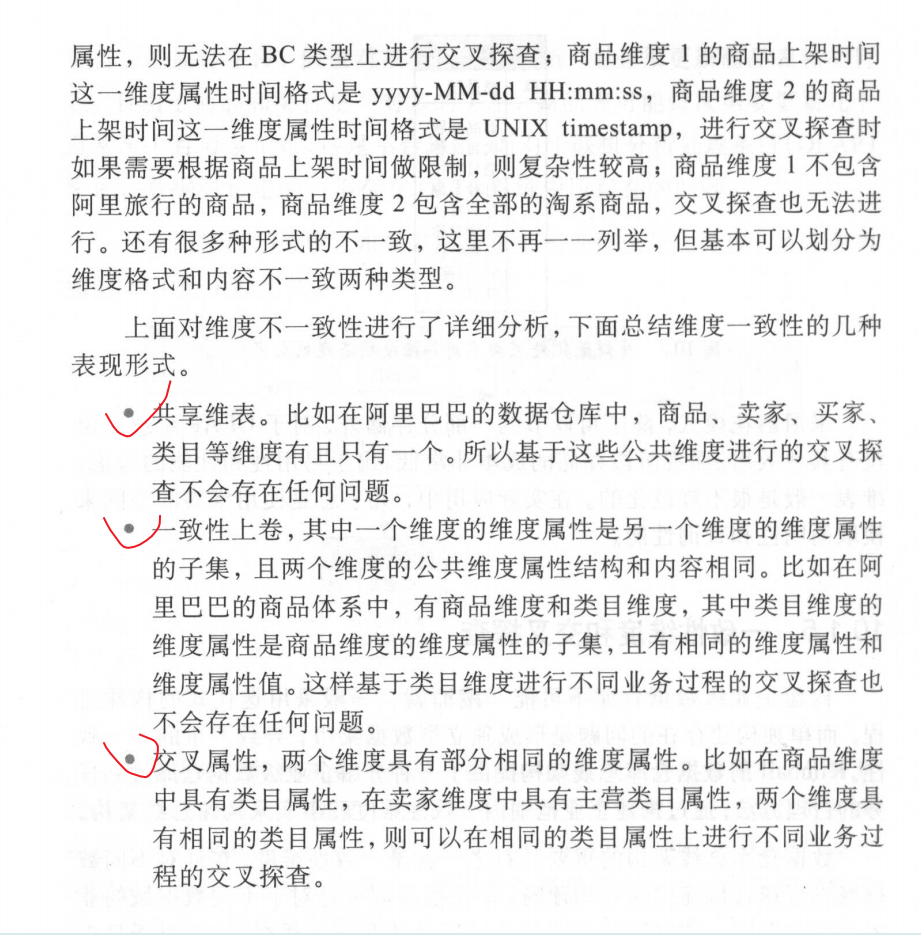 属性，则无法在 BC 类型上进行交叉探查；商品维度 1 的商品上架时间
这一维度属性时间格式是 yyyy-MM-dd HH:mm:ss，商品维度 2 的商品
上架时间这一维度属性时间格式是 UNIX timestamp，进行交叉探查时
如果需要根据商品上架时间做限制，则复杂性较高；商品维度 1 不包含
阿里旅行的商品，商品维度 2 包含全部的淘系商品，交叉探查也无法进
行。还有很多种形式的不一致，这里不再一一列举，但基本可以划分为
维度格式和内容不一致两种类型。
上面对维度不一致性进行了详细分析，下面总结维度一致性的几种
表现形式。
● 共享维表。比如在阿里巴巴的数据仓库中，商品、卖家、买家、
类目等维度有且只有一个。所以基于这些公共维度进行的交叉探
查不会存在任何问题。
● 一致性上卷，其中一个维度的维度属性是另一个维度的维度属性
的子集，且两个维度的公共维度属性结构和内容相同。比如在阿
里巴巴的商品体系中，有商品维度和类目维度，其中类目维度的
维度属性是商品维度的维度属性的子集，且有相同的维度属性和
维度属性值。这样基于类目维度进行不同业务过程的交叉探查也
不会存在任何问题。
● 交叉属性，两个维度具有部分相同的维度属性。比如在商品维度
中具有类目属性，在卖家维度中具有主营类目属性，两个维度具
有相同的类目属性，则可以在相同的类目属性上进行不同业务过
程的交叉探查。